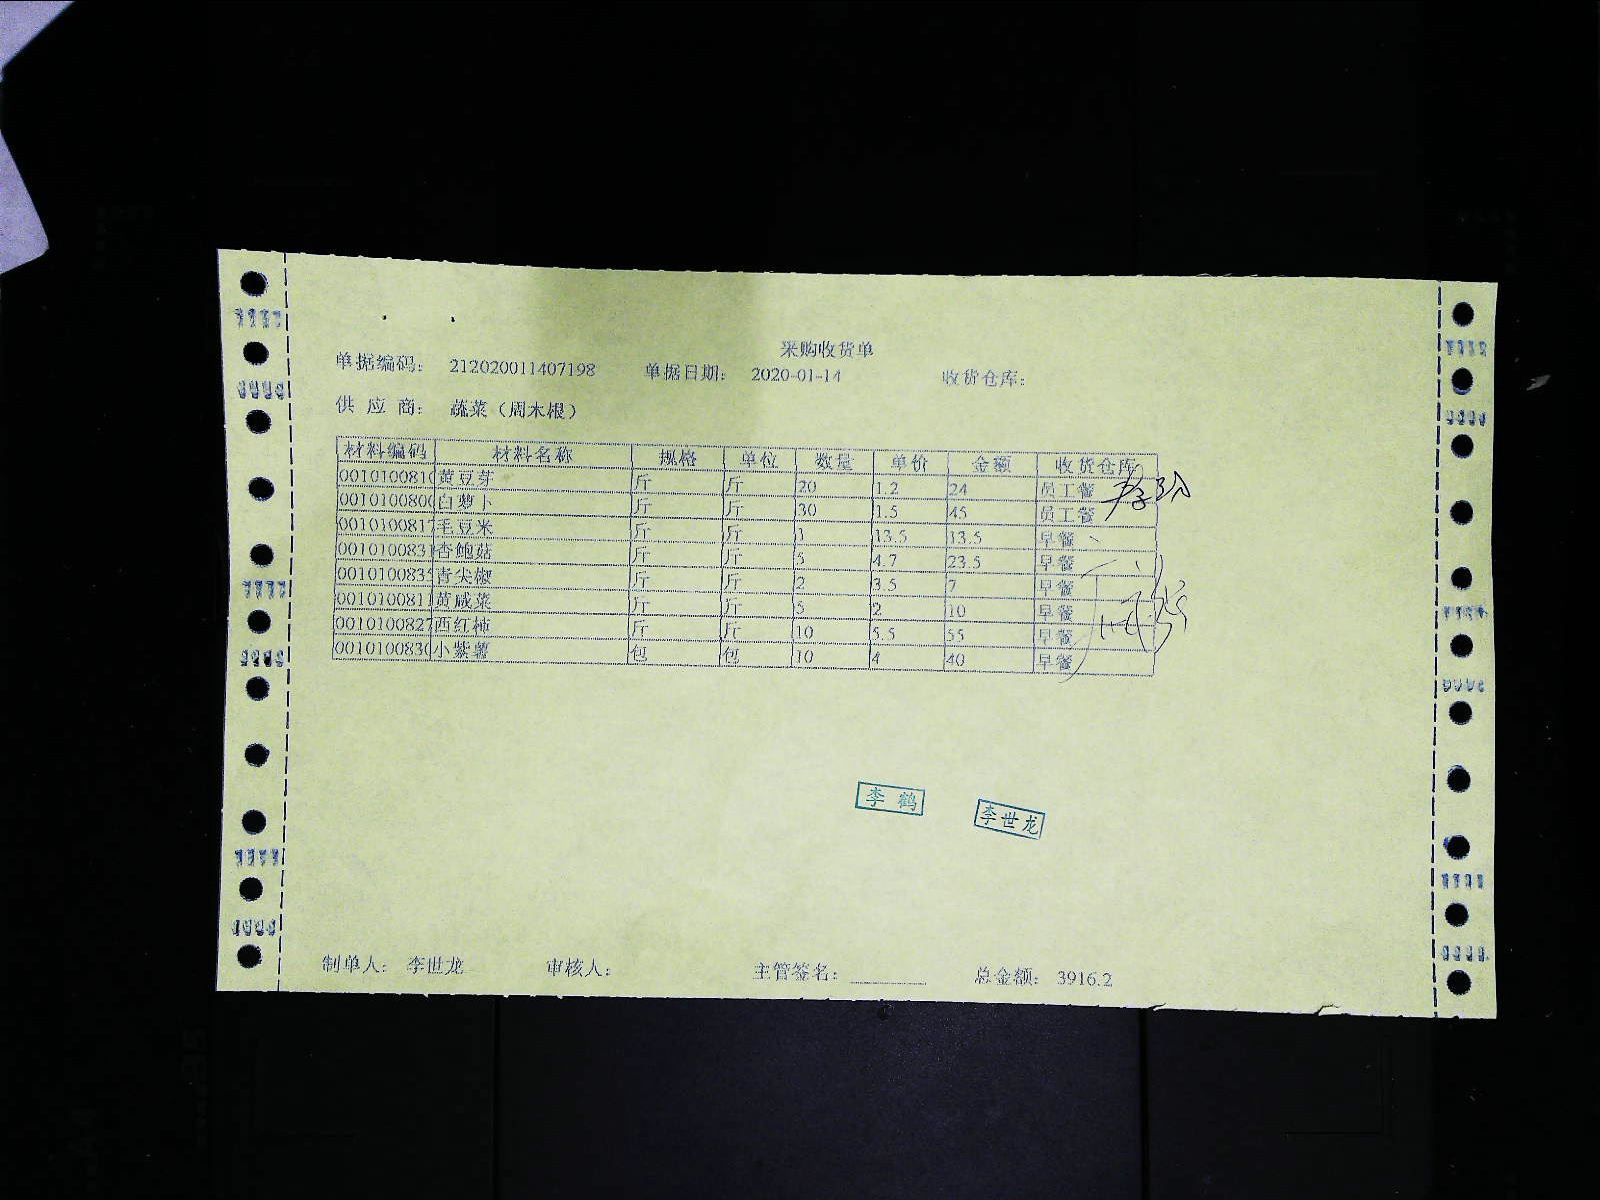 采购收货单
单据编码： 212020011407198 单据日期： 2020-01-14 收货仓库：
供 应 商： 蔬菜（周木根）
材料编码 材料名称 规格 单位 数量 单价 金额 收货仓库
001010081 黄豆芽 斤 斤 20 1.2 24 员工餐
001010080 白萝卜 斤 斤 30 1.5 45 员工餐
0010100817 毛豆米 斤 斤 1 13.5 13.5 早餐
001010083 杏鲍菇 斤 斤 5 4.7 23.5 早餐
001010083 青尖椒 斤 斤 2 3.5 7 早餐
001010081 黄咸菜 斤 斤 5 2 10 早餐
0010100827 西红柿 斤 斤 10 5.5 55 早餐
001010083 小紫薯 包 包 10 4 40 早餐
李鹤 李世龙
制单人： 李世龙 审核人： 主管签名： 总金额： 3916.2